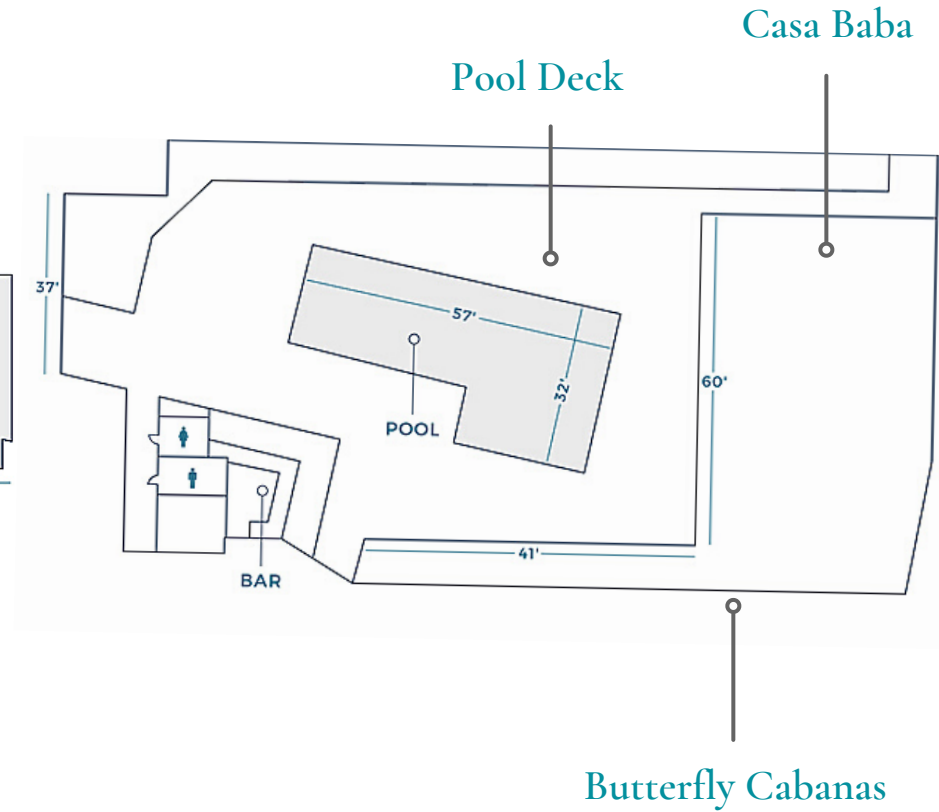 Casa Baba
Pool Deck
37'
57'
60'
32'
POOL
41'
BAR
Butterfly Cabanas